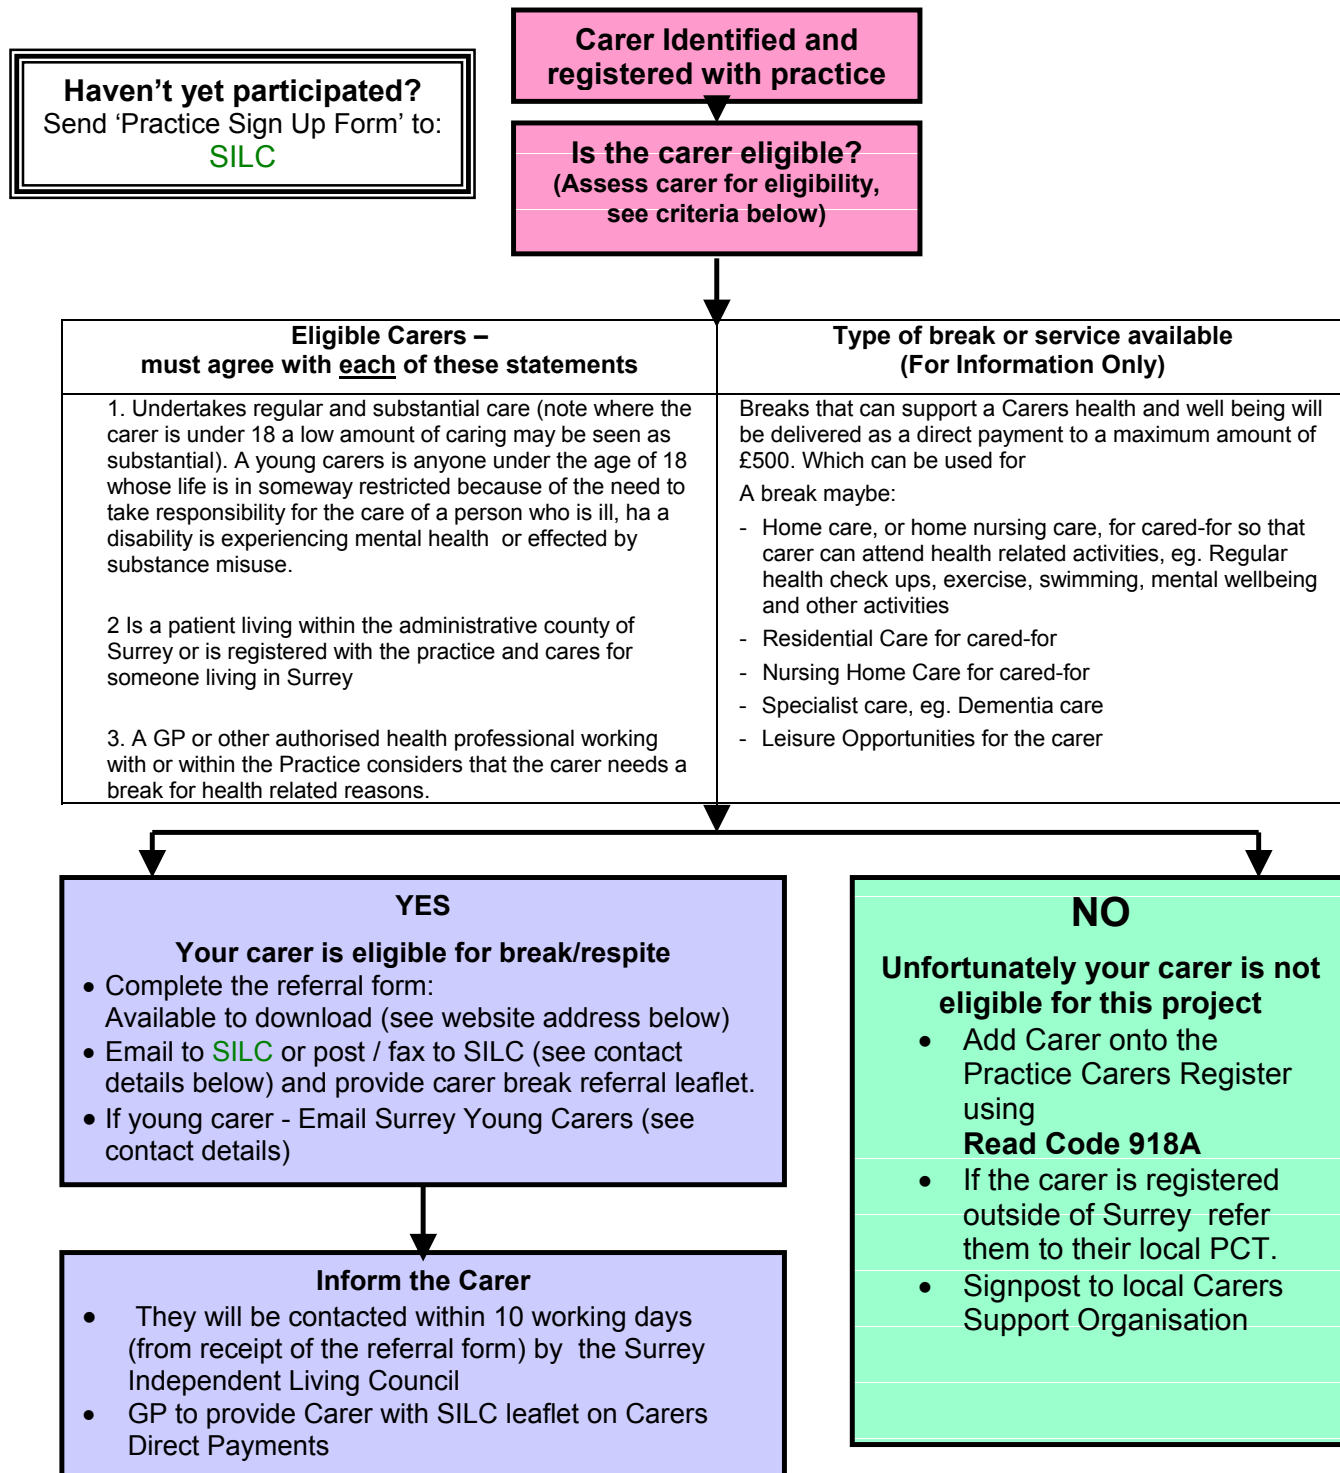 Haven’t yet participated?
Send ‘Practice Sign Up Form’ to:
SILC
Carer Identified and
registered with practice
Is the carer eligible?
(Assess carer for eligibility,
see criteria below)
Eligible Carers –
must agree with each of these statements
1. Undertakes regular and substantial care (note where the
carer is under 18 a low amount of caring may be seen as
substantial). A young carers is anyone under the age of 18
whose life is in someway restricted because of the need to
take responsibility for the care of a person who is ill, ha a
disability is experiencing mental health or effected by
substance misuse.
2 Is a patient living within the administrative county of
Surrey or is registered with the practice and cares for
someone living in Surrey
3. A GP or other authorised health professional working
with or within the Practice considers that the carer needs a
break for health related reasons.
Type of break or service available
(For Information Only)
Breaks that can support a Carers health and well being will
be delivered as a direct payment to a maximum amount of
£500. Which can be used for
A break maybe:
- Home care, or home nursing care, for cared-for so that
carer can attend health related activities, eg. Regular
health check ups, exercise, swimming, mental wellbeing
and other activities
- Residential Care for cared-for
- Nursing Home Care for cared-for
- Specialist care, eg. Dementia care
- Leisure Opportunities for the carer
YES
Your carer is eligible for break/respite
• Complete the referral form:
Available to download (see website address below)
• Email to SILC or post / fax to SILC (see contact
details below) and provide carer break referral leaflet.
• If young carer - Email Surrey Young Carers (see
contact details)
Inform the Carer
• They will be contacted within 10 working days
(from receipt of the referral form) by the Surrey
Independent Living Council
• GP to provide Carer with SILC leaflet on Carers
Direct Payments
NO
Unfortunately your carer is not
eligible for this project
• Add Carer onto the
Practice Carers Register
using
Read Code 918A
• If the carer is registered
outside of Surrey refer
them to their local PCT.
• Signpost to local Carers
Support Organisation